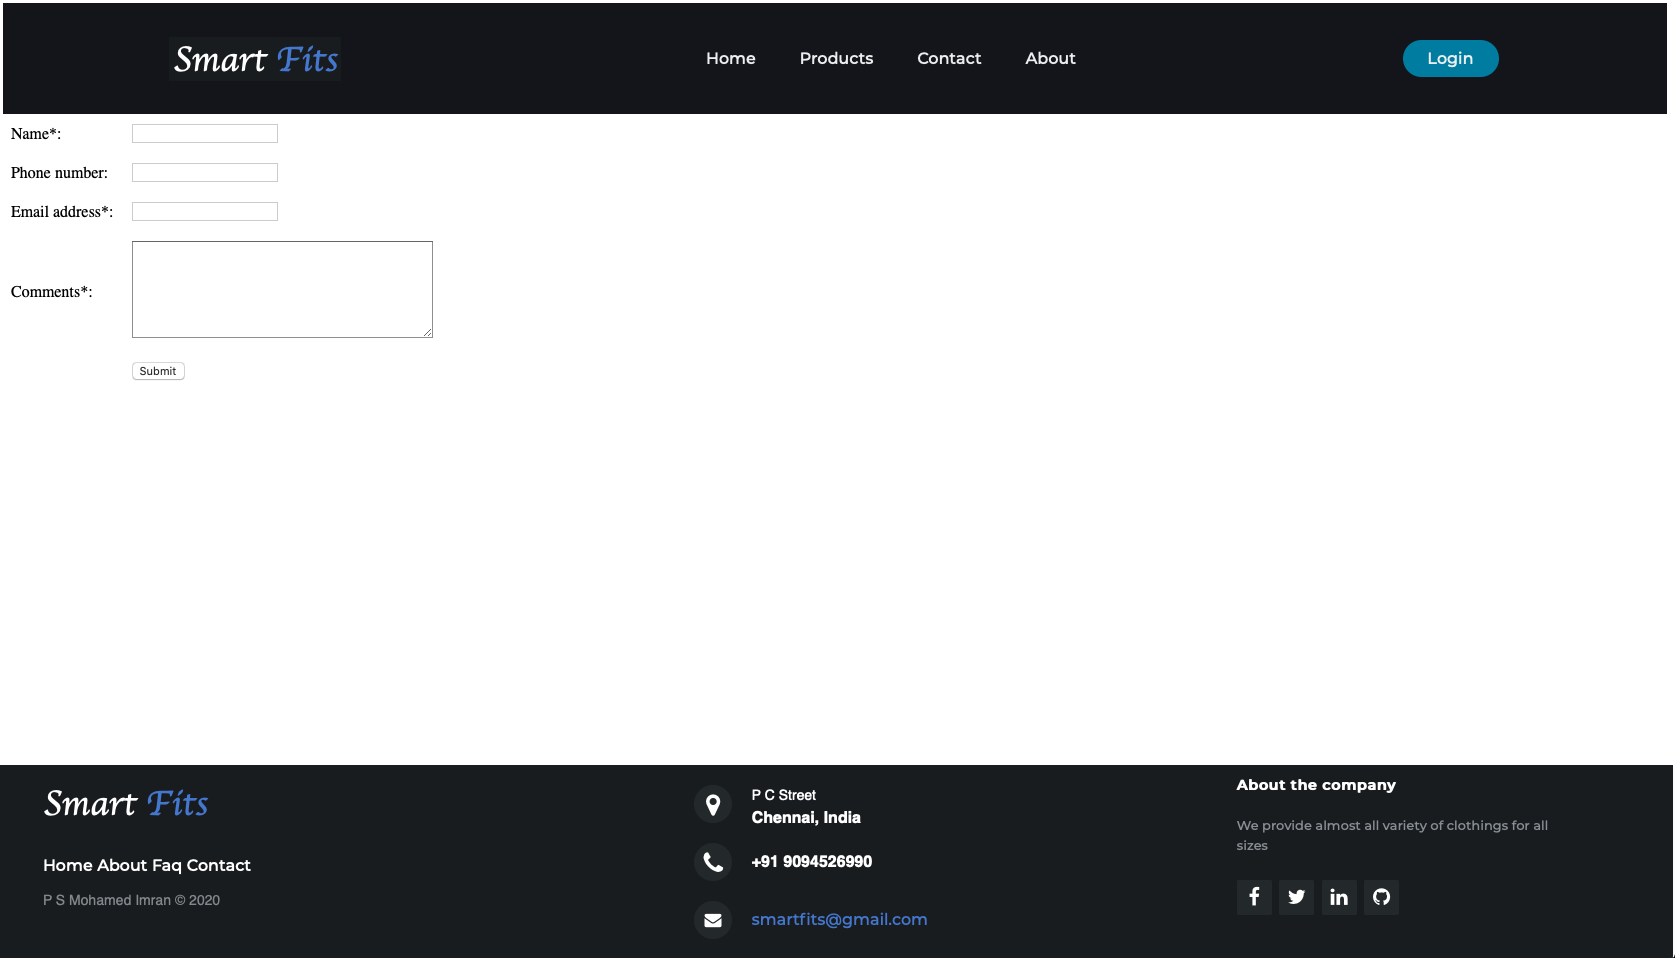 Smart Fits
Home Products Contact About
Login
Name*:
Phone number:
Email address*:
Comments*:
Submit
Smart Fits
Home About Faq Contact
P S Mohamed Imran © 2020
P C Street
Chennai, India
+91 9094526990
smartfits@gmail.com
About the company
We provide almost all variety of clothings for all
sizes